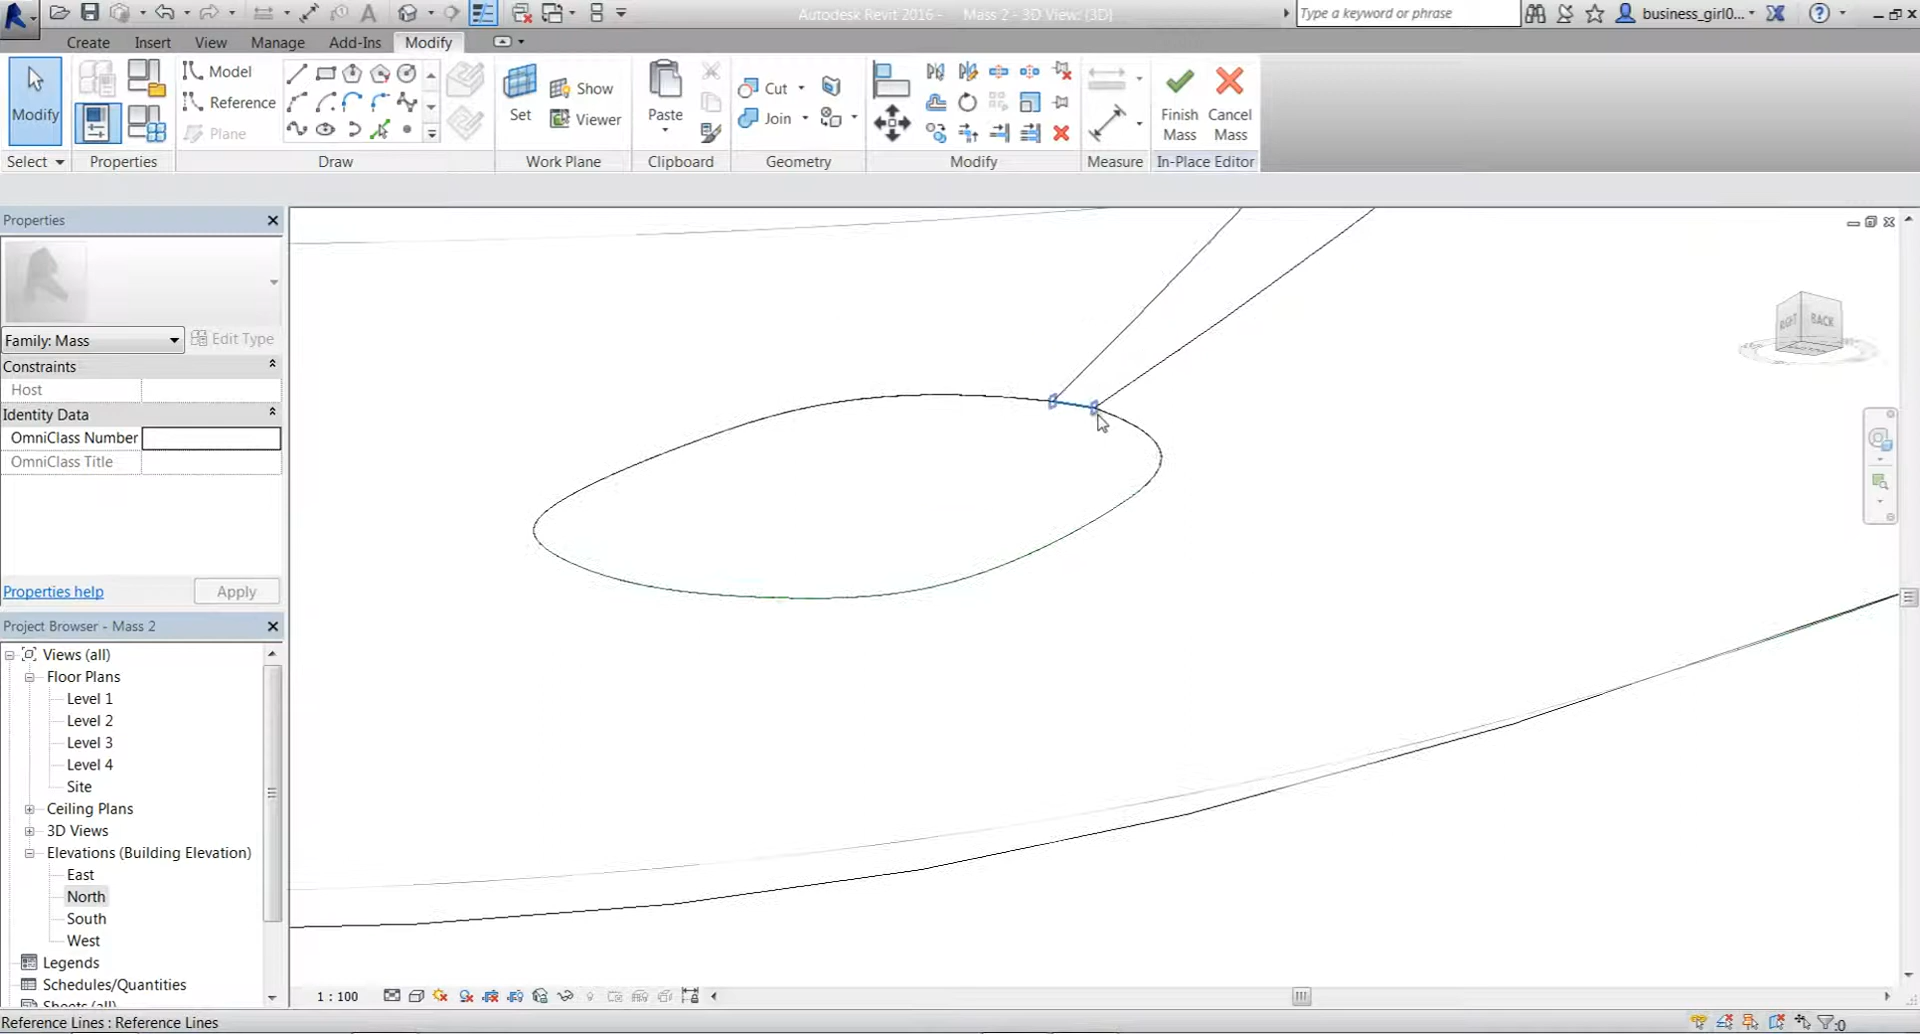 Autodesk Revit 2016 - Mass 2 - 3D View: {3D}
Type a keyword or phrase
business_girl0...
Create Insert View Manage Add-Ins Modify
Modify
Model
Reference
Plane
Set
Show
Viewer
Paste
Cut
Join
Finish Mass
Cancel Mass
Select Properties Draw Work Plane Clipboard Geometry Modify Measure In-Place Editor
Properties
Family: Mass Edit Type
Constraints
Host
Identity Data
OmniClass Number
OmniClass Title
Properties help Apply
Project Browser - Mass 2
Views (all)
Floor Plans
Level 1
Level 2
Level 3
Level 4
Site
Ceiling Plans
3D Views
Elevations (Building Elevation)
East
North
South
West
Legends
Schedules/Quantities
Sheets (all)
RIGHT BACK
1 : 100
Reference Lines : Reference Lines
:0